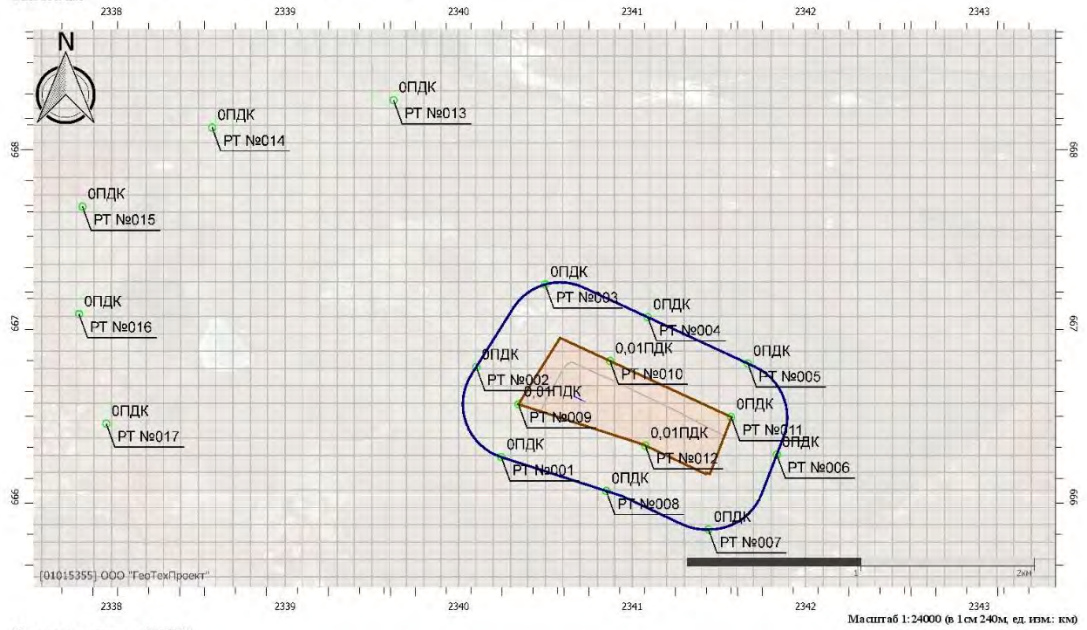 2338 2339 2340 2341 2342 2343
N
0ПДК
РТ №013
0ПДК
РТ №014
668 668
0ПДК
РТ №015
0ПДК
РТ №003
0ПДК
РТ №016
0ПДК
РТ №004
667 667
0ПДК
РТ №002
0,01ПДК
РТ №010
0ПДК
РТ №005
0,01ПДК
РТ №009
0ПДК
РТ №011
0ПДК
РТ №017
0,01ПДК
РТ №012
0ПДК
РТ №006
0ПДК
РТ №001
0ПДК
РТ №008
666 666
0ПДК
РТ №007
[01015355] ООО "ГеоТехПроект"
1 2км
2338 2339 2340 2341 2342 2343
Масштаб 1:24000 (в 1см 240м, ед. изм.: км)